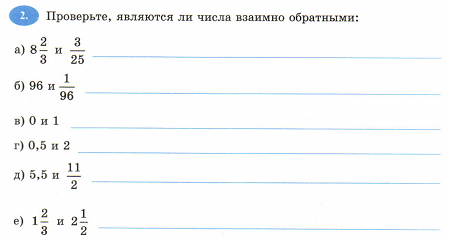 2. Проверьте, являются ли числа взаимно обратными:
а) 8 2/3 и 3/25
б) 96 и 1/96
в) 0 и 1
г) 0,5 и 2
д) 5,5 и 11/2
е) 1 2/3 и 2 1/2